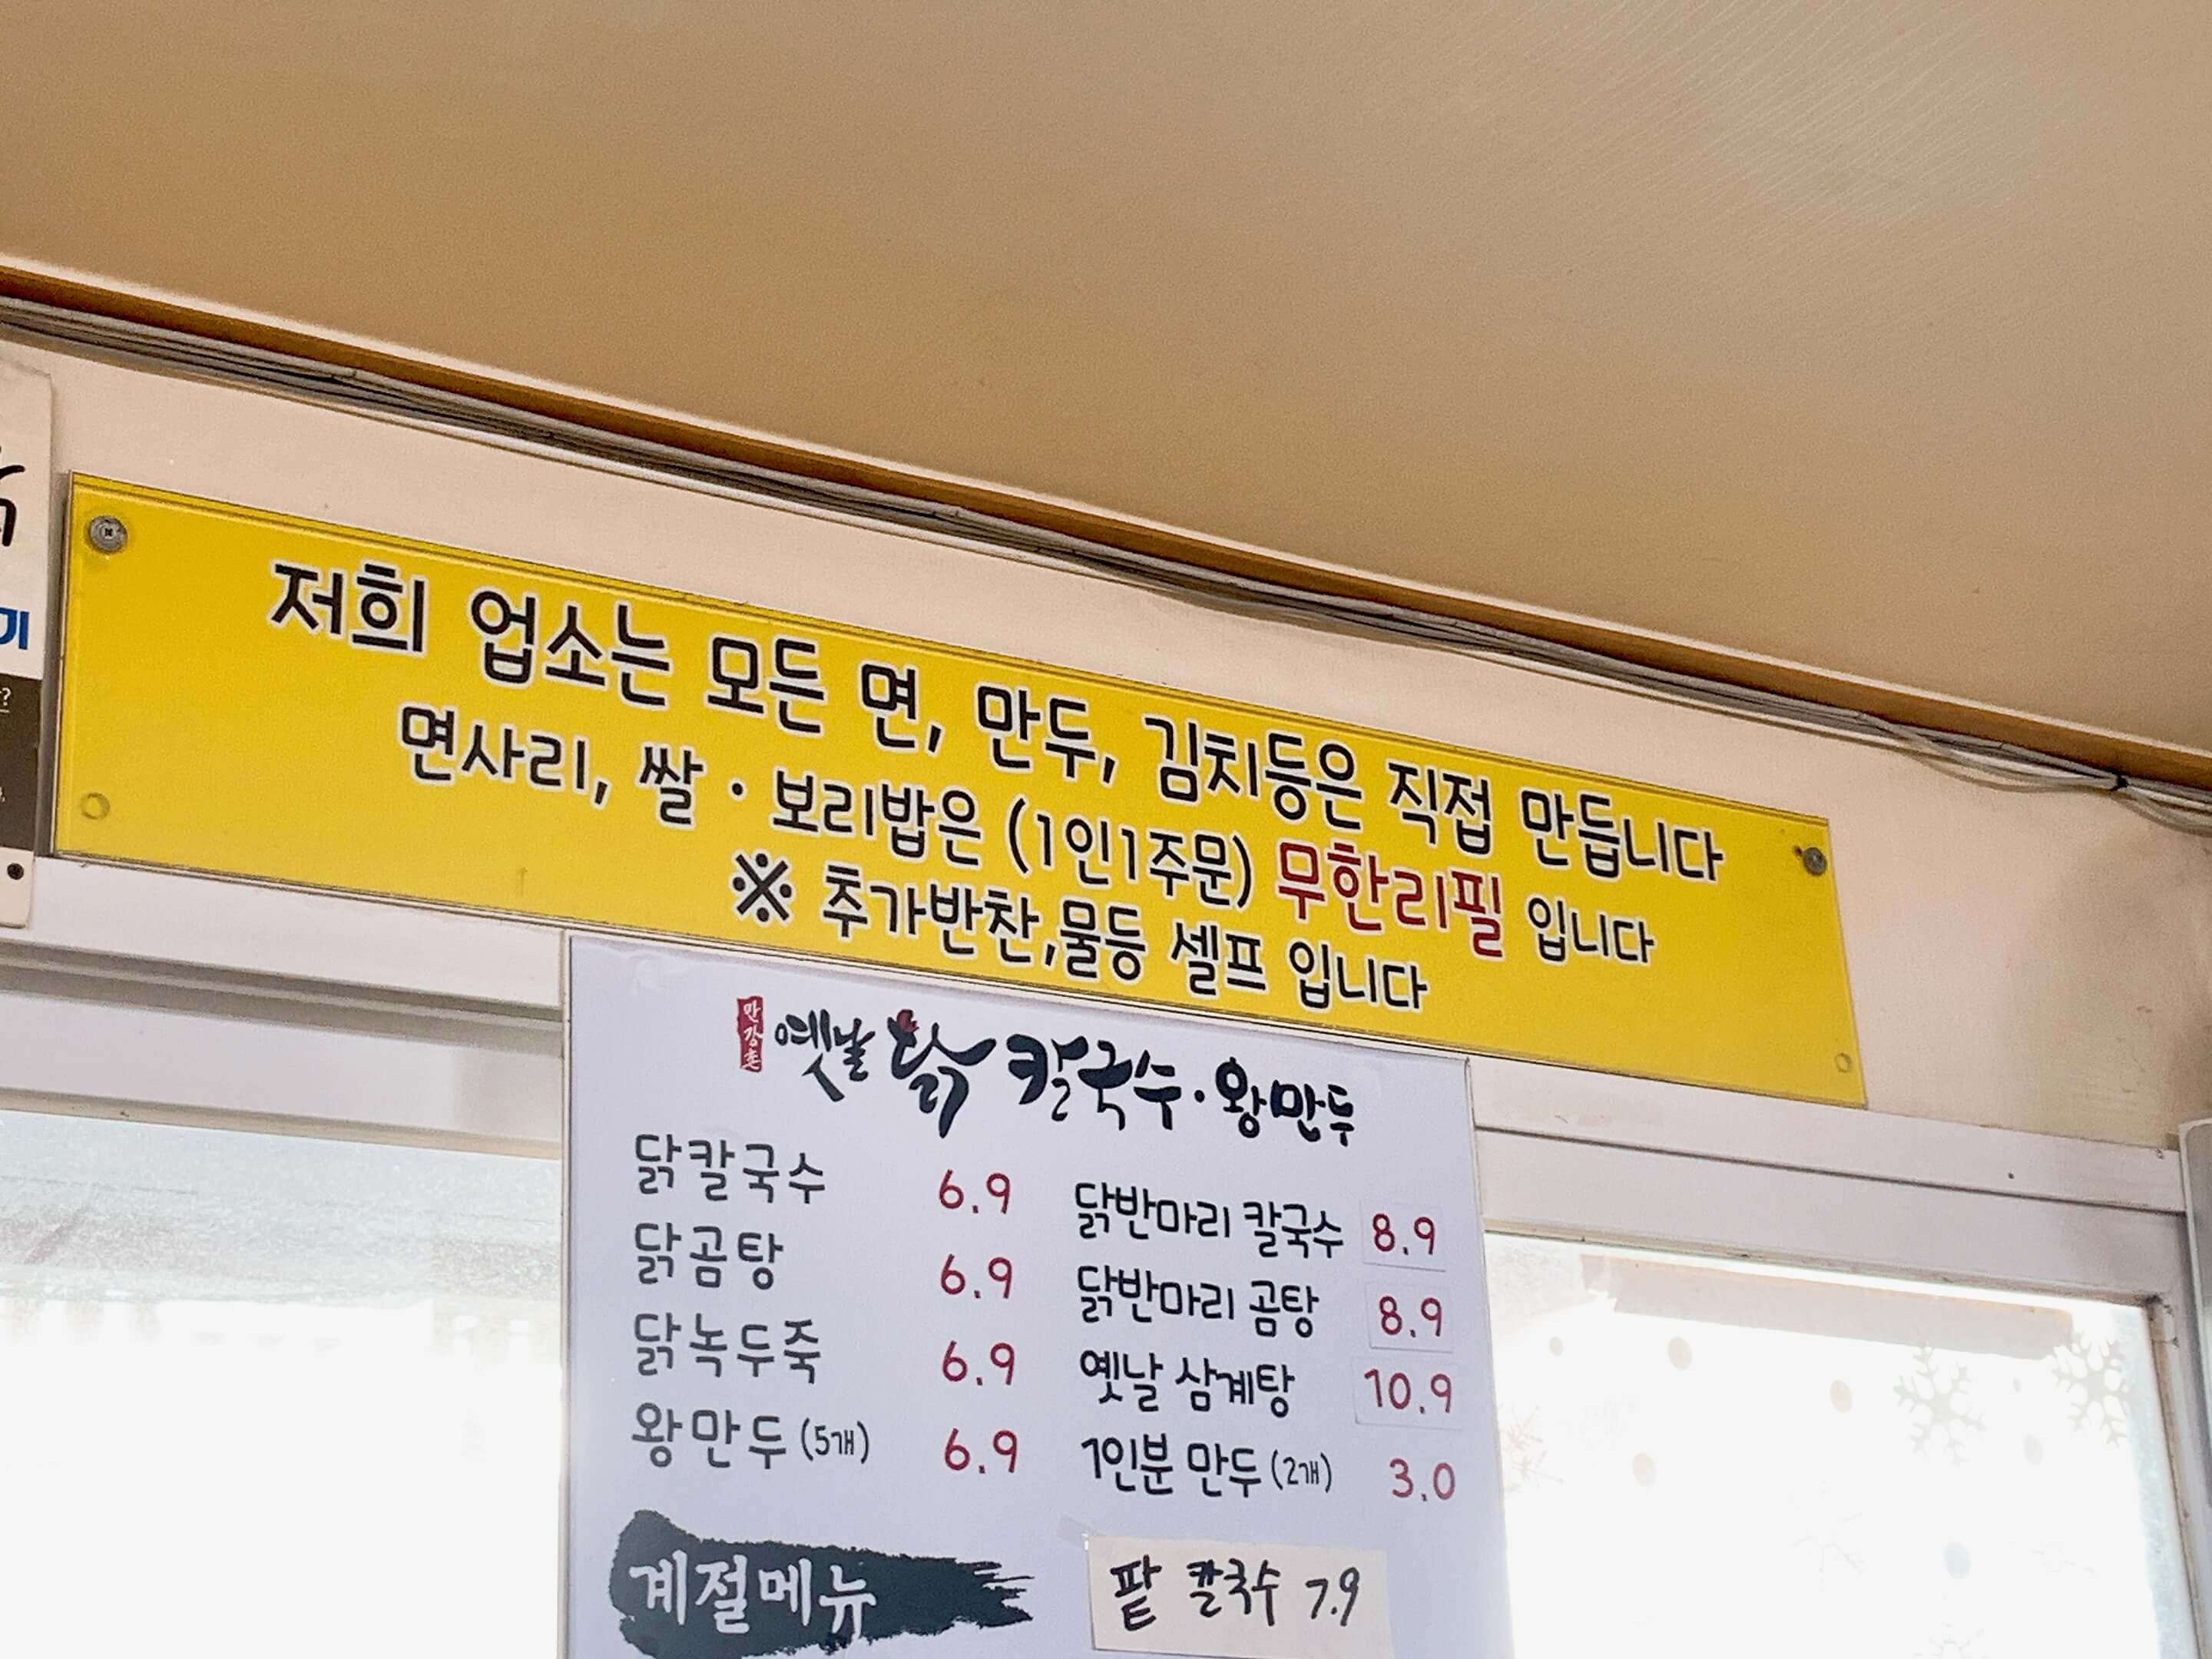 기
?
저희 업소는 모든 면, 만두, 김치등은 직접 만듭니다
면사리, 쌀 · 보리밥은 (1인1주문) 무한리필 입니다
※ 추가반찬,물등 셀프 입니다
만강촌 옛날 닭 칼국수 · 왕만두
닭칼국수 6.9
닭곰탕 6.9
닭녹두죽 6.9
왕만두 (5개) 6.9
닭반마리 칼국수 8.9
닭반마리 곰탕 8.9
옛날 삼계탕 10.9
1인분 만두 (2개) 3.0
계절메뉴
팥 칼국수 7.9